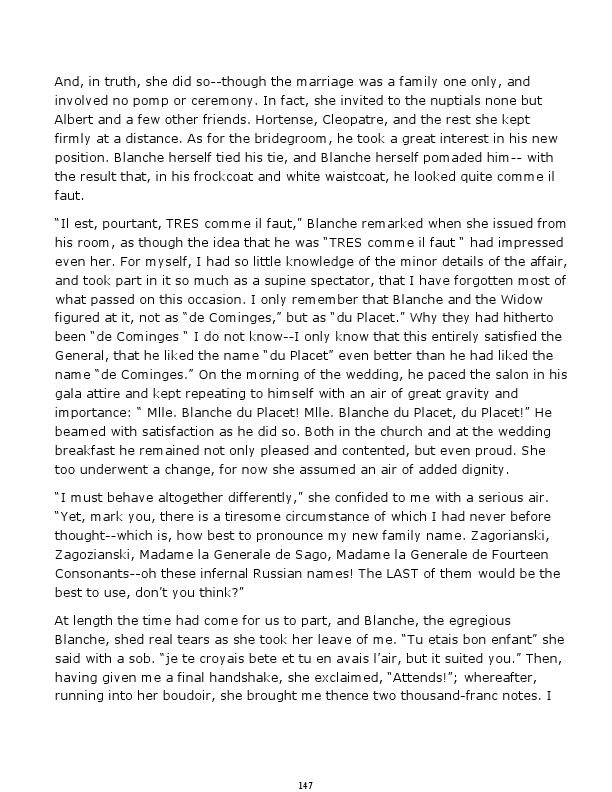 And, in truth, she did so--though the marriage was a family one only, and
involved no pomp or ceremony. In fact, she invited to the nuptials none but
Albert and a few other friends. Hortense, Cleopatre, and the rest she kept
firmly at a distance. As for the bridegroom, he took a great interest in his new
position. Blanche herself tied his tie, and Blanche herself pomaded him-- with
the result that, in his frockcoat and white waistcoat, he looked quite comme il
faut.
“Il est, pourtant, TRES comme il faut,” Blanche remarked when she issued from
his room, as though the idea that he was “TRES comme il faut “ had impressed
even her. For myself, I had so little knowledge of the minor details of the affair,
and took part in it so much as a supine spectator, that I have forgotten most of
what passed on this occasion. I only remember that Blanche and the Widow
figured at it, not as “de Cominges,” but as “du Placet.” Why they had hitherto
been “de Cominges “ I do not know--I only know that this entirely satisfied the
General, that he liked the name “du Placet” even better than he had liked the
name “de Cominges.” On the morning of the wedding, he paced the salon in his
gala attire and kept repeating to himself with an air of great gravity and
importance: “ Mlle. Blanche du Placet! Mlle. Blanche du Placet, du Placet!” He
beamed with satisfaction as he did so. Both in the church and at the wedding
breakfast he remained not only pleased and contented, but even proud. She
too underwent a change, for now she assumed an air of added dignity.
“I must behave altogether differently,” she confided to me with a serious air.
“Yet, mark you, there is a tiresome circumstance of which I had never before
thought--which is, how best to pronounce my new family name. Zagorianski,
Zagozianski, Madame la Generale de Sago, Madame la Generale de Fourteen
Consonants--oh these infernal Russian names! The LAST of them would be the
best to use, don’t you think?”
At length the time had come for us to part, and Blanche, the egregious
Blanche, shed real tears as she took her leave of me. “Tu etais bon enfant” she
said with a sob. “je te croyais bete et tu en avais l’air, but it suited you.” Then,
having given me a final handshake, she exclaimed, “Attends!”; whereafter,
running into her boudoir, she brought me thence two thousand-franc notes. I
147